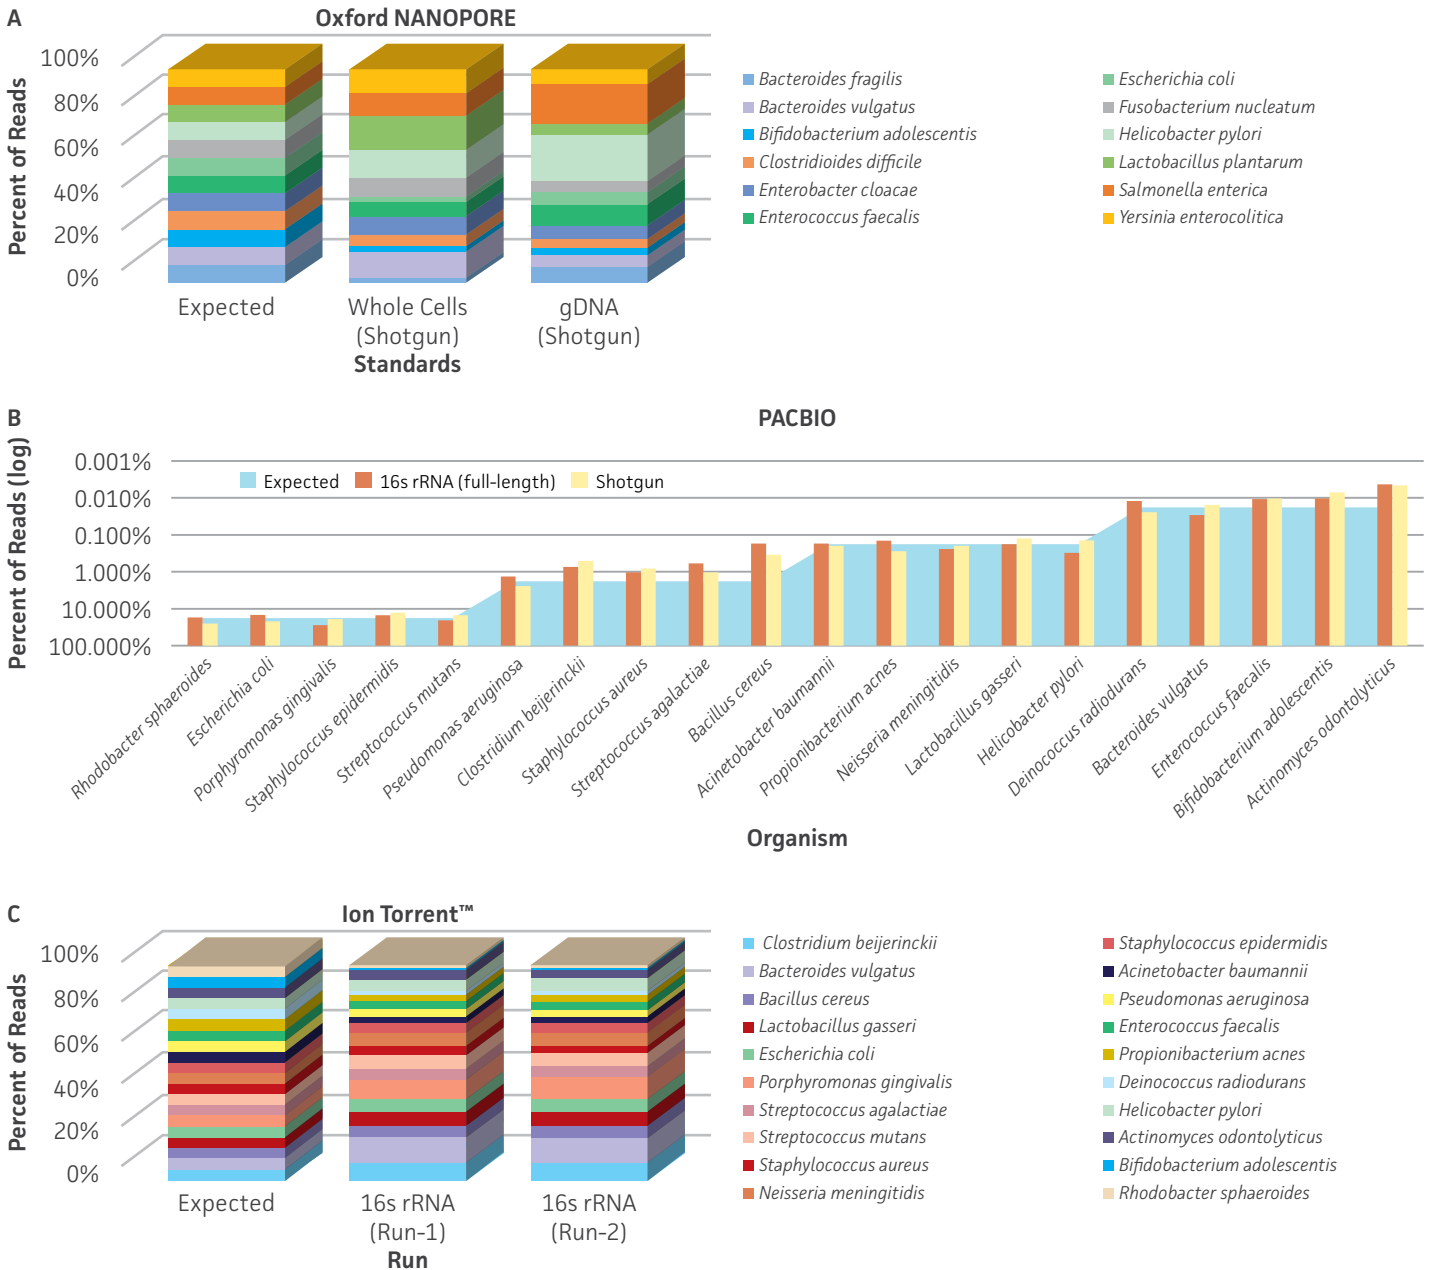 A
Oxford NANOPORE
Percent of Reads
100%
80%
60%
40%
20%
0%
Expected
Whole Cells
(Shotgun)
gDNA
(Shotgun)
Standards
Bacteroides fragilis
Bacteroides vulgatus
Bifidobacterium adolescentis
Clostridioides difficile
Enterobacter cloacae
Enterococcus faecalis
Escherichia coli
Fusobacterium nucleatum
Helicobacter pylori
Lactobacillus plantarum
Salmonella enterica
Yersinia enterocolitica
B
PACBIO
Percent of Reads (log)
0.001%
0.010%
0.100%
1.000%
10.000%
100.000%
Expected
16s rRNA (full-length)
Shotgun
Rhodobacter sphaeroides
Escherichia coli
Porphyromonas gingivalis
Staphylococcus epidermidis
Streptococcus mutans
Pseudomonas aeruginosa
Clostridium beijerinckii
Staphylococcus aureus
Streptococcus agalactiae
Bacillus cereus
Acinetobacter baumannii
Propionibacterium acnes
Neisseria meningitidis
Lactobacillus gasseri
Helicobacter pylori
Deinococcus radiodurans
Bacteroides vulgatus
Enterococcus faecalis
Bifidobacterium adolescentis
Actinomyces odontolyticus
Organism
C
Ion Torrent™
Percent of Reads
100%
80%
60%
40%
20%
0%
Expected
16s rRNA
(Run-1)
16s rRNA
(Run-2)
Run
Clostridium beijerinckii
Bacteroides vulgatus
Bacillus cereus
Lactobacillus gasseri
Escherichia coli
Porphyromonas gingivalis
Streptococcus agalactiae
Streptococcus mutans
Staphylococcus aureus
Neisseria meningitidis
Staphylococcus epidermidis
Acinetobacter baumannii
Pseudomonas aeruginosa
Enterococcus faecalis
Propionibacterium acnes
Deinococcus radiodurans
Helicobacter pylori
Actinomyces odontolyticus
Bifidobacterium adolescentis
Rhodobacter sphaeroides